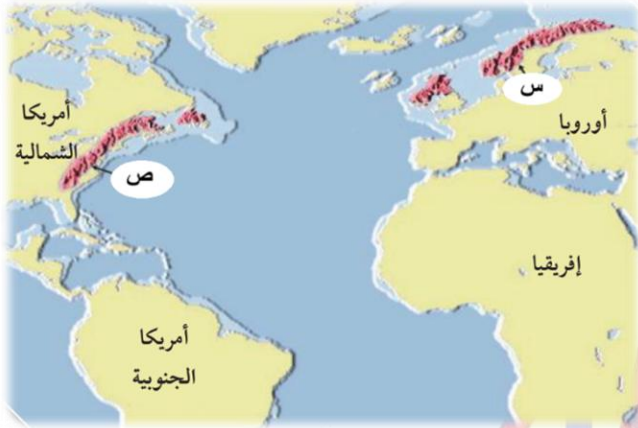 س
أوروبا
أمريكا
الشمالية
ص
إفريقيا
أمريكا
الجنوبية